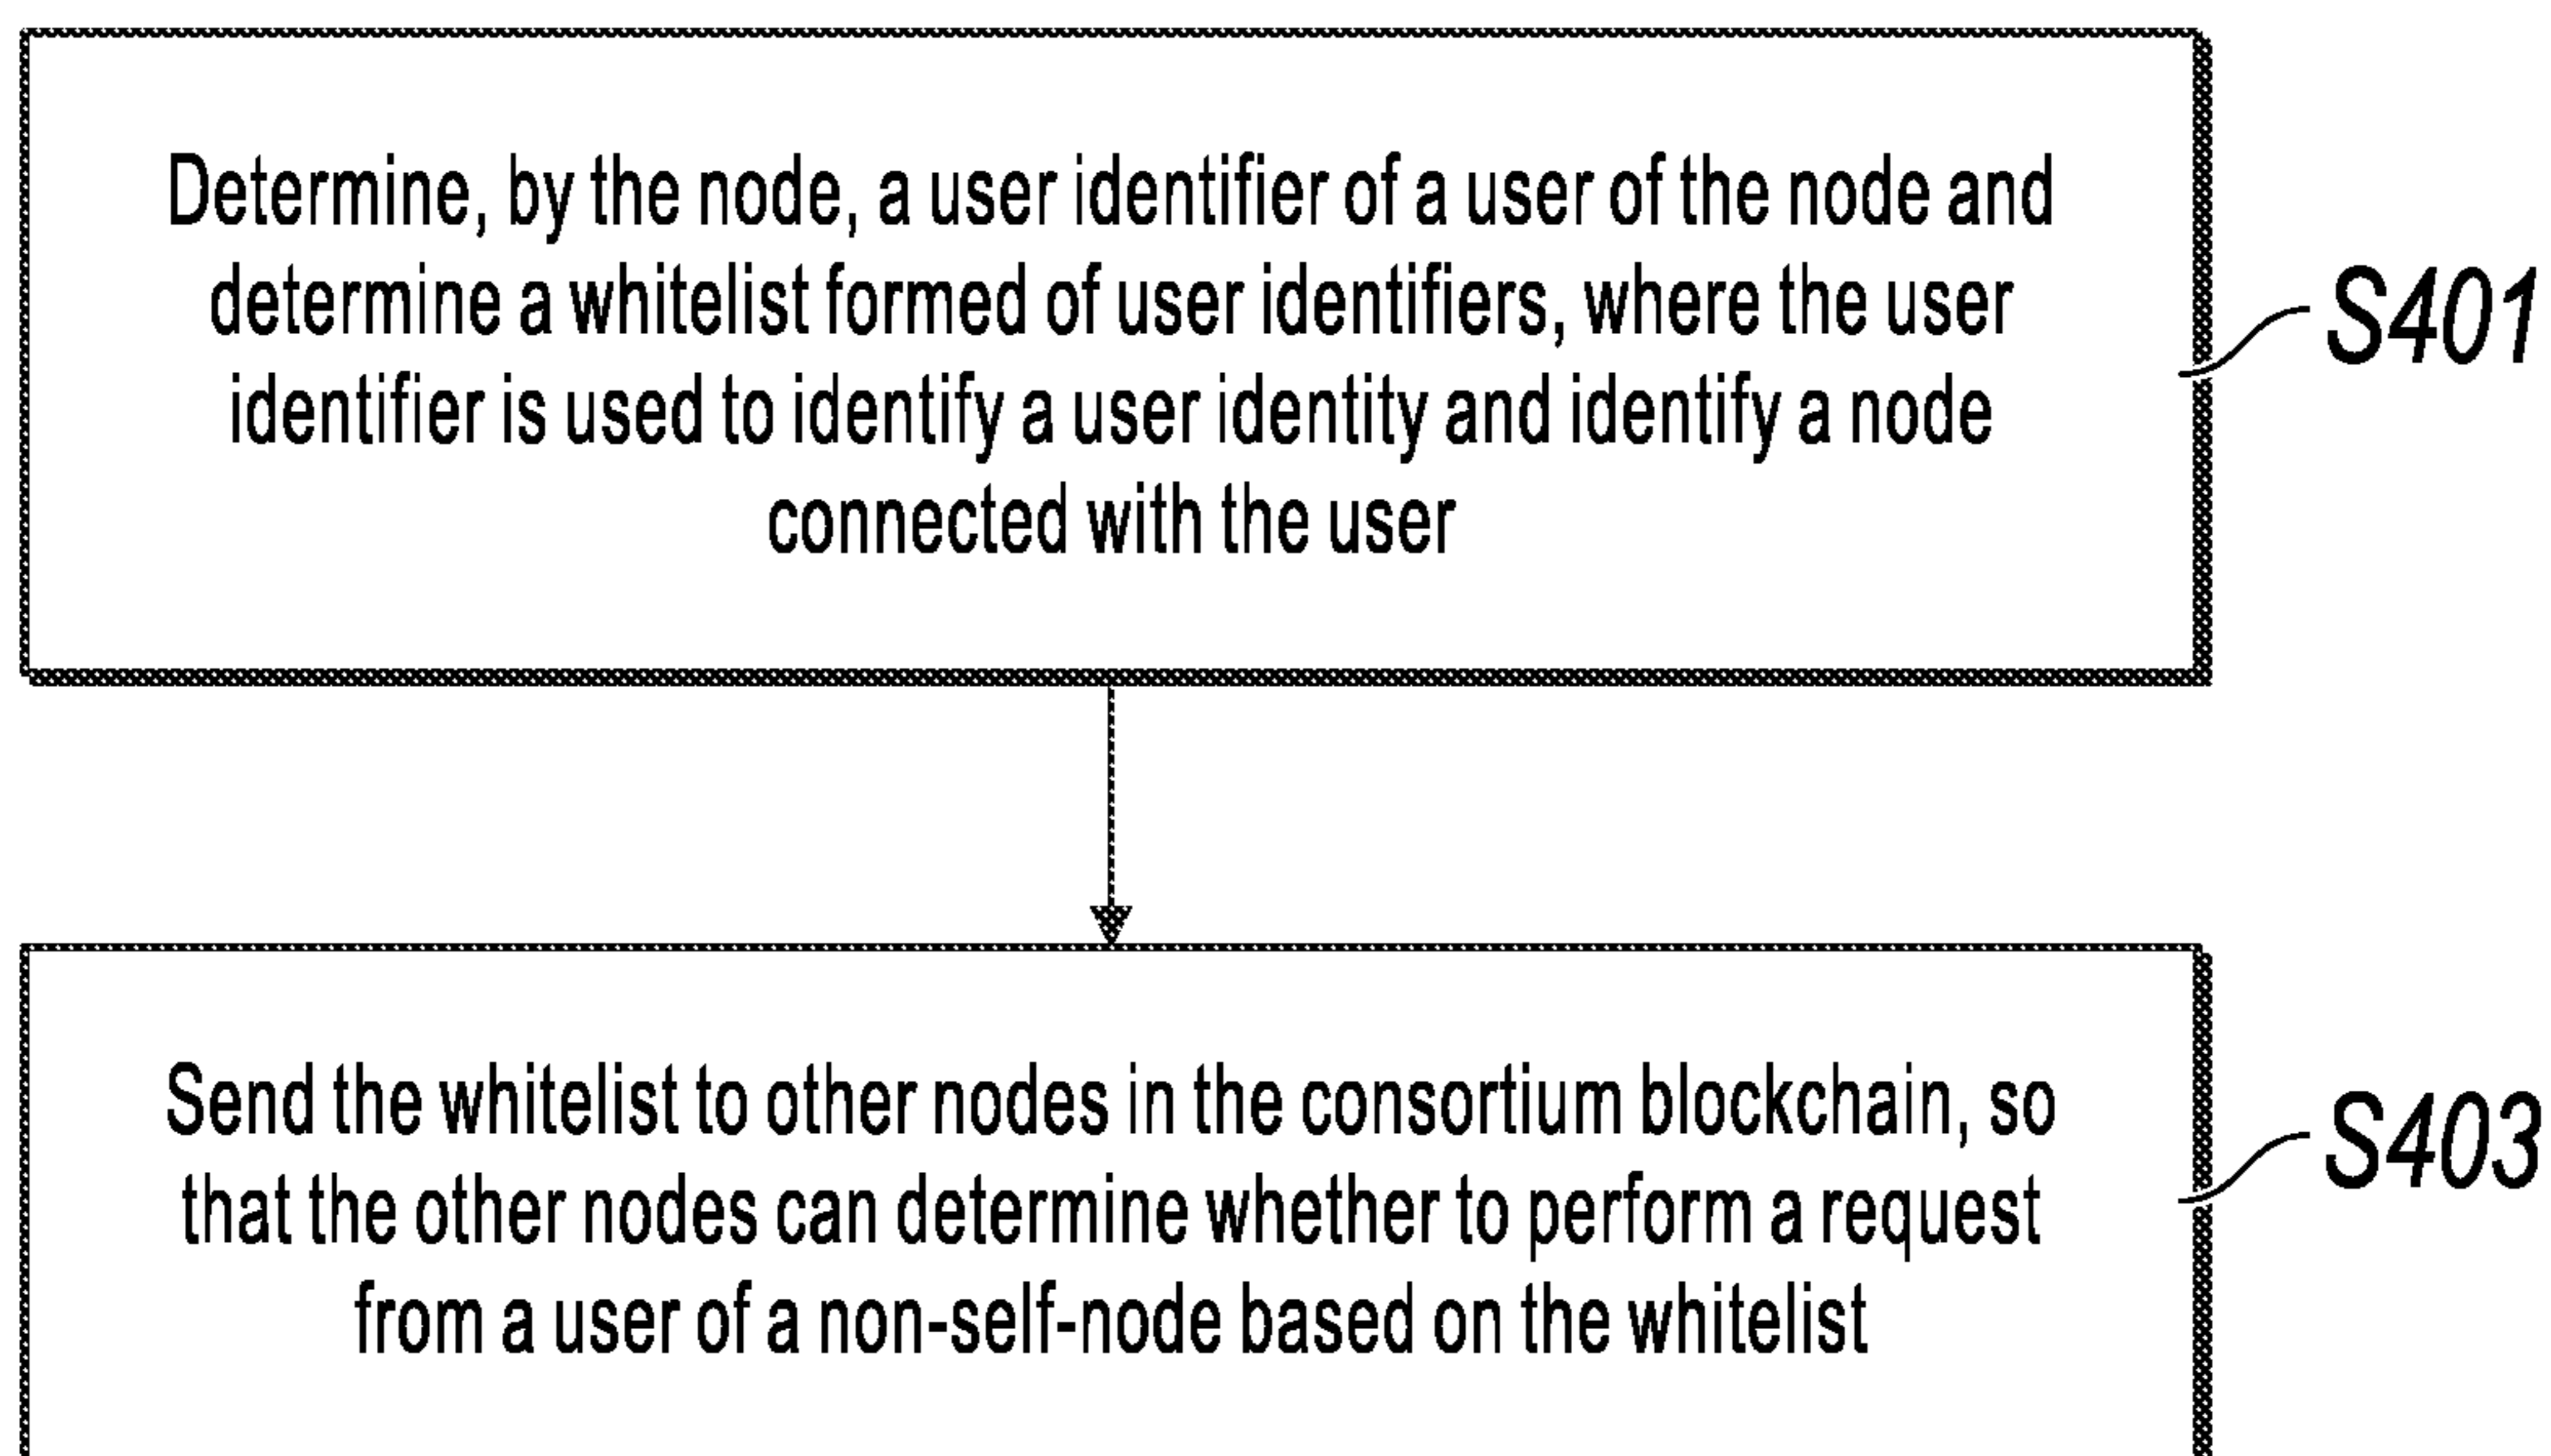 Determine, by the node, a user identifier of a user of the node and
determine a whitelist formed of user identifiers, where the user
identifier is used to identify a user identity and identify a node
connected with the user
S401
Send the whitelist to other nodes in the consortium blockchain, so
that the other nodes can determine whether to perform a request
from a user of a non-self-node based on the whitelist
S403